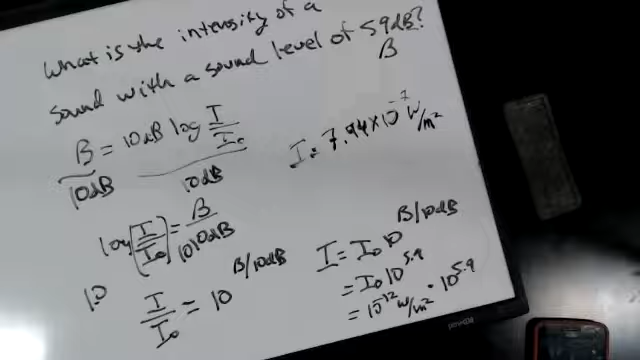 What is the intensity of a
sound with a sound level of 59dB?
B
B = 10dB log I/I₀
10dB 10dB
I = 7.94×10⁻⁷ W/m²
10 log[I/I₀] = B/10dB
I/I₀ = 10^B/10dB
I = I₀ 10^B/10dB
= I₀ 10^5.9
= 10⁻¹² W/m² · 10^5.9